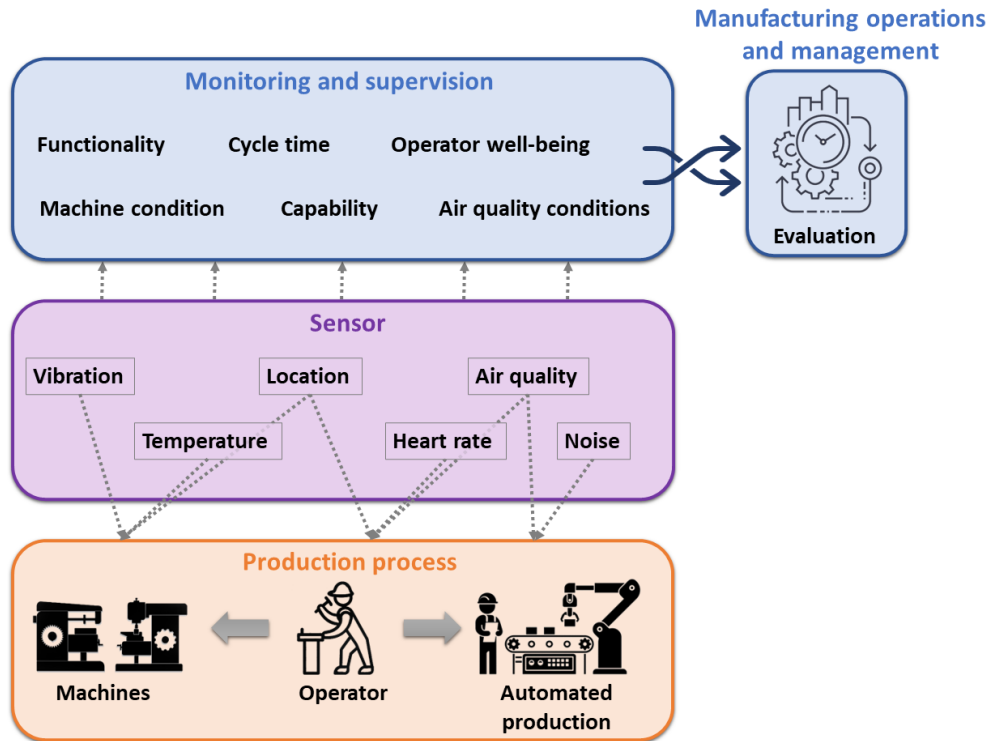 Manufacturing operations
and management
Monitoring and supervision
Functionality
Cycle time
Operator well-being
Machine condition
Capability
Air quality conditions
Evaluation
Sensor
Vibration
Location
Air quality
Temperature
Heart rate
Noise
Production process
Machines
Operator
Automated
production